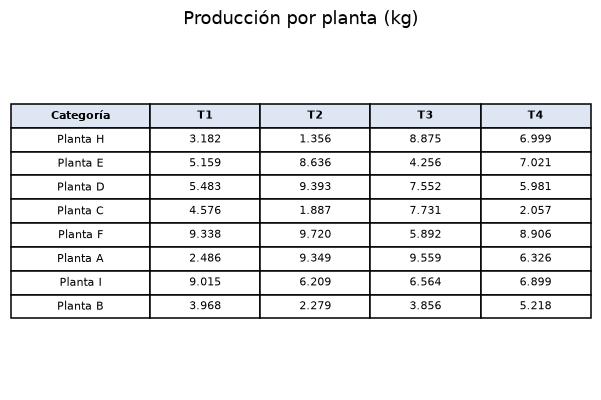 Producción por planta (kg)
Categoría T1 T2 T3 T4
Planta H 3.182 1.356 8.875 6.999
Planta E 5.159 8.636 4.256 7.021
Planta D 5.483 9.393 7.552 5.981
Planta C 4.576 1.887 7.731 2.057
Planta F 9.338 9.720 5.892 8.906
Planta A 2.486 9.349 9.559 6.326
Planta I 9.015 6.209 6.564 6.899
Planta B 3.968 2.279 3.856 5.218